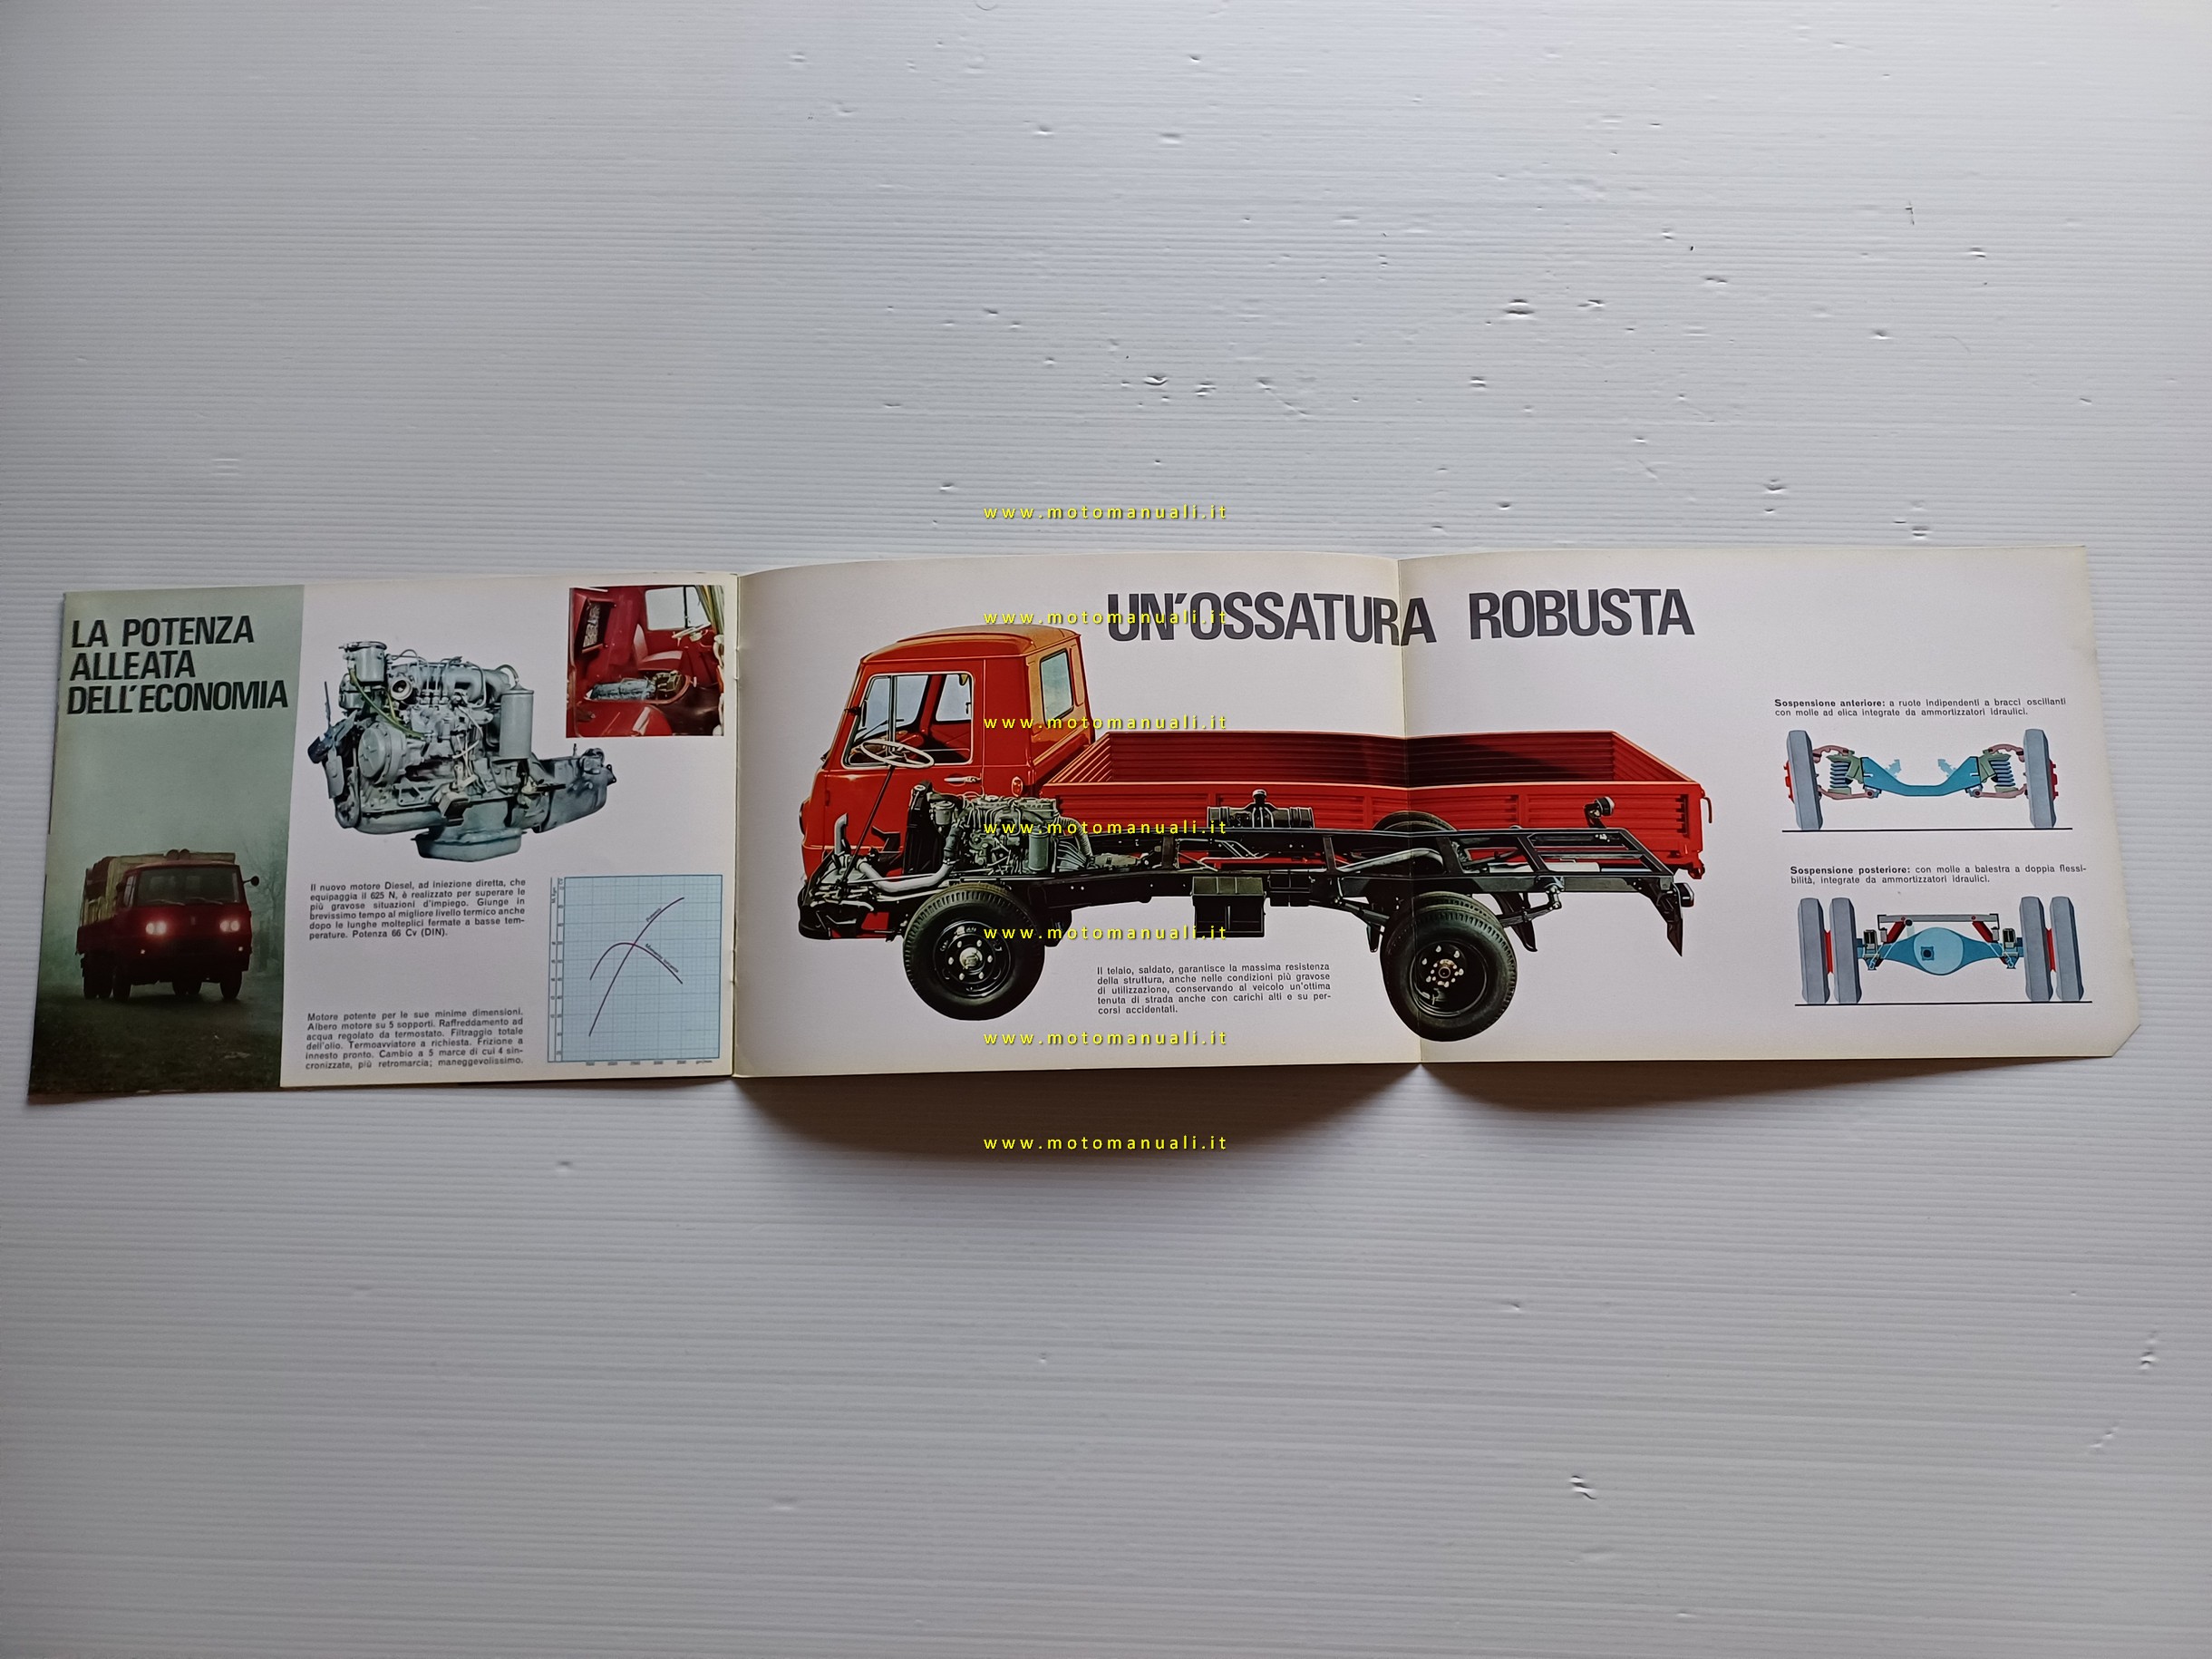 LA POTENZA
ALLEATA
DELL'ECONOMIA
Il nuovo motore Diesel, ad iniezione diretta, che
equipaggia il 625 N, è realizzato per superare le
più gravose situazioni d'impiego. Giunge in
brevissimo tempo al migliore livello termico anche
dopo le lunghe molteplici fermate a basse tem-
perature. Potenza 66 Cv (DIN).
Motore potente per le sue minime dimensioni.
Albero motore su 5 sopporti. Raffreddamento ad
acqua regolato da termostato. Filtraggio totale
dell'olio. Termoavviatore a richiesta. Frizione a
innesto pronto. Cambio a 5 marce di cui 4 sin-
cronizzate, più retromarcia; maneggevolissimo.
UN'OSSATURA ROBUSTA
Il telaio, saldato, garantisce la massima resistenza
della struttura, anche nelle condizioni più gravose
di utilizzazione, conservando al veicolo un'ottima
tenuta di strada anche con carichi alti e su per-
corsi accidentati.
Sospensione anteriore: a ruote indipendenti a bracci oscillanti
con molle ad elica integrate da ammortizzatori idraulici.
Sospensione posteriore: con molle a balestra a doppia flessi-
bilità, integrate da ammortizzatori idraulici.
www.motomanuali.it
www.motomanuali.it
www.motomanuali.it
www.motomanuali.it
www.motomanuali.it
www.motomanuali.it
www.motomanuali.it